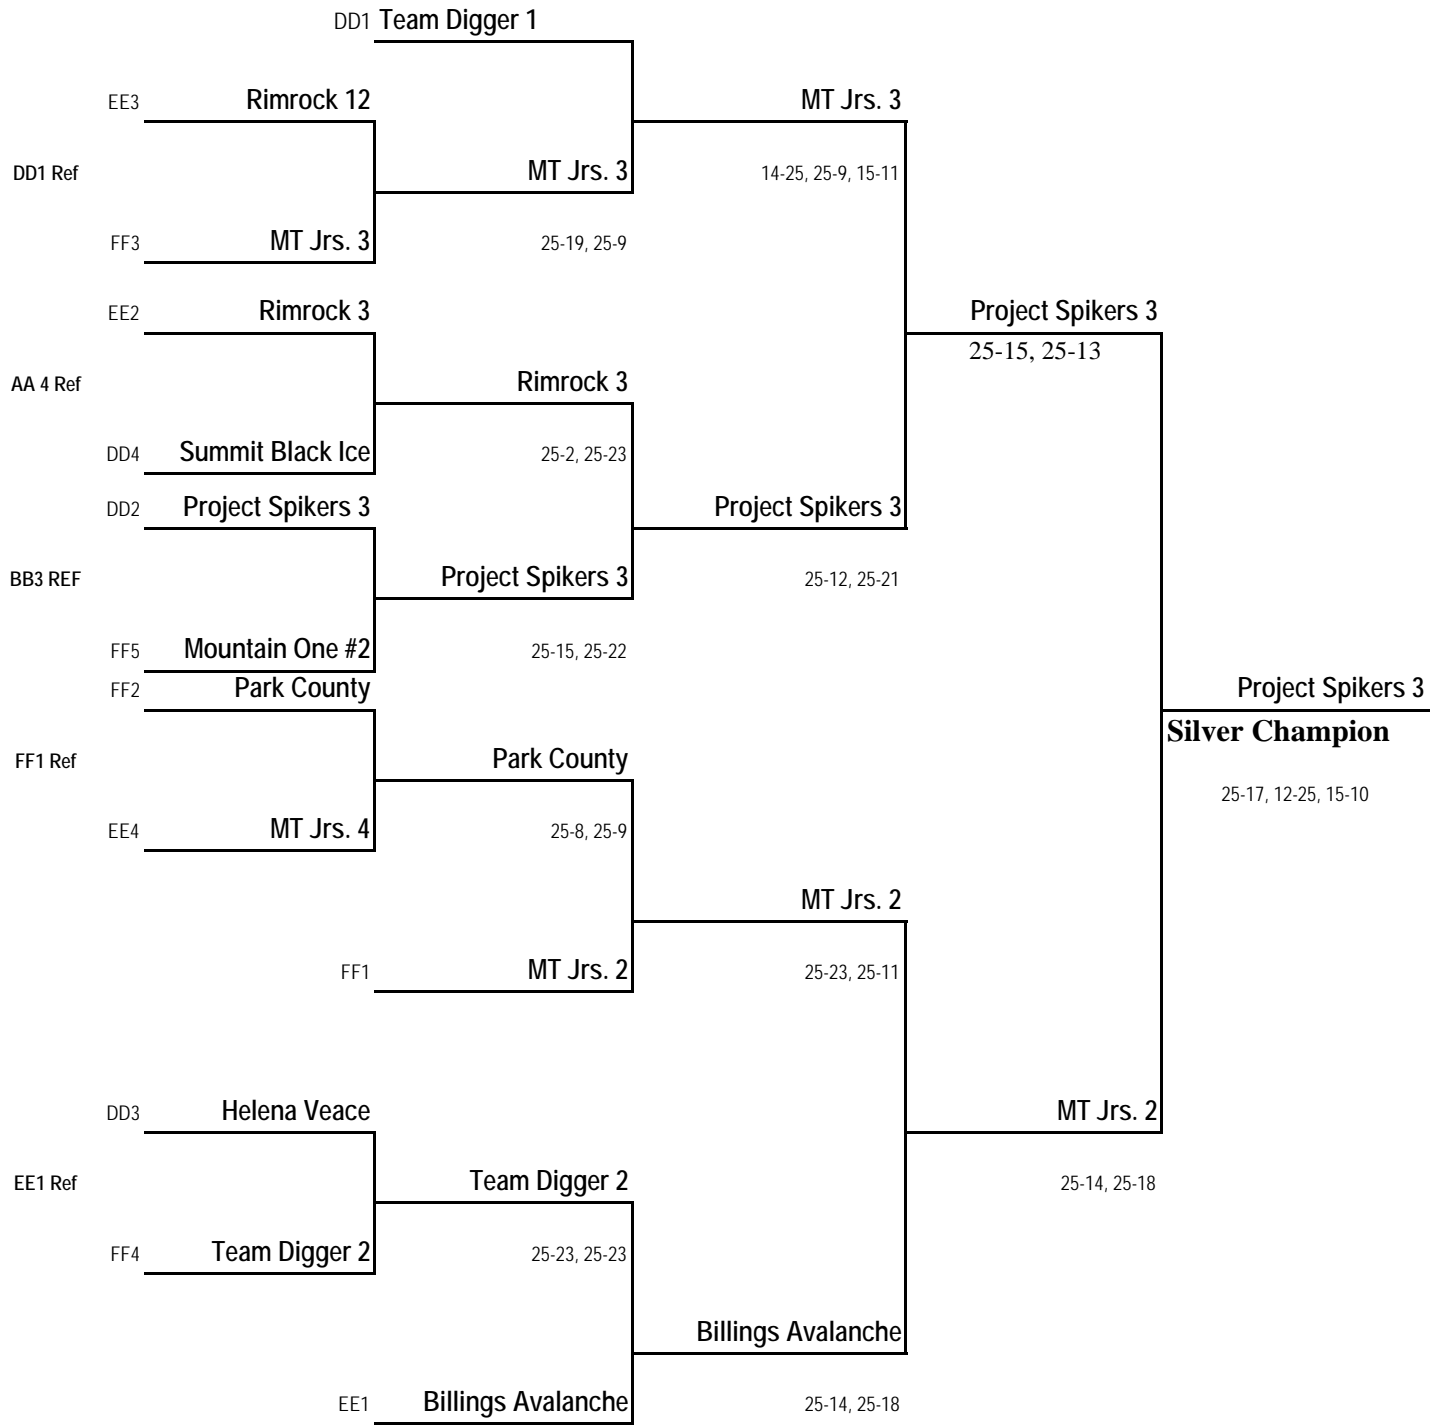 DD1 Team Digger 1
EE3 Rimrock 12 MT Jrs. 3
DD1 Ref MT Jrs. 3 14-25, 25-9, 15-11
FF3 MT Jrs. 3 25-19, 25-9
EE2 Rimrock 3 Project Spikers 3
25-15, 25-13
AA 4 Ref Rimrock 3
DD4 Summit Black Ice 25-2, 25-23
DD2 Project Spikers 3 Project Spikers 3
BB3 REF Project Spikers 3 25-12, 25-21
FF5 Mountain One #2 25-15, 25-22
FF2 Park County Project Spikers 3
Silver Champion
FF1 Ref Park County
25-17, 12-25, 15-10
EE4 MT Jrs. 4 25-8, 25-9
MT Jrs. 2
FF1 MT Jrs. 2 25-23, 25-11
DD3 Helena Veace MT Jrs. 2
EE1 Ref Team Digger 2 25-14, 25-18
FF4 Team Digger 2 25-23, 25-23
Billings Avalanche
EE1 Billings Avalanche 25-14, 25-18